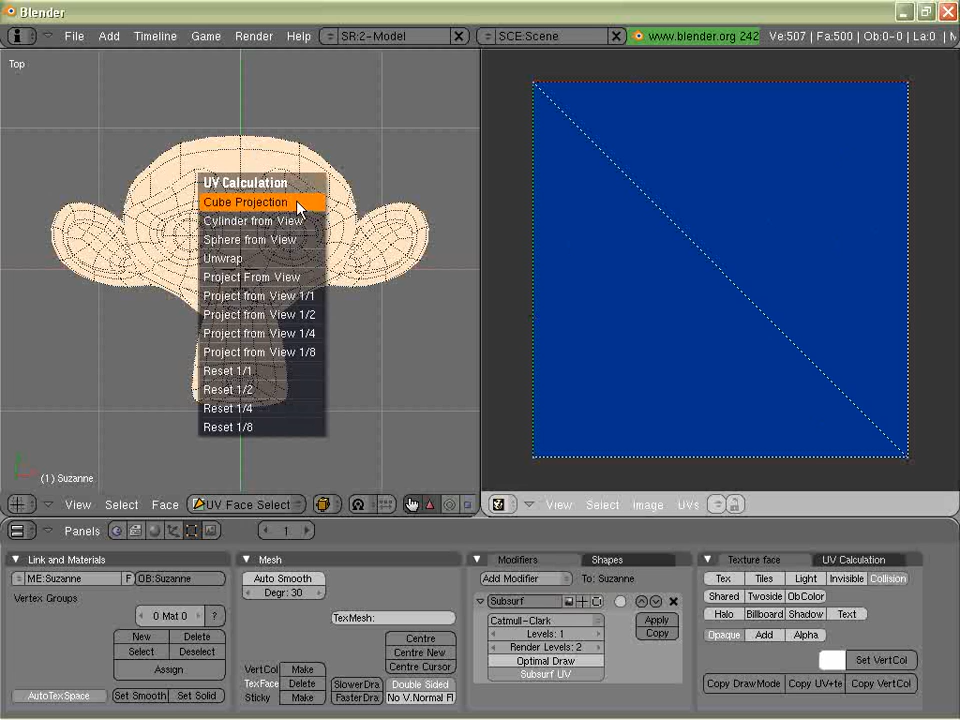 Blender
File Add Timeline Game Render Help SR:2-Model SCE:Scene www.blender.org 242 Ve:507 | Fa:500 | Ob:0-0 | La:0
Top
UV Calculation
Cube Projection
Cylinder from View
Sphere from View
Unwrap
Project From View
Project from View 1/1
Project from View 1/2
Project from View 1/4
Project from View 1/8
Reset 1/1
Reset 1/2
Reset 1/4
Reset 1/8
(1) Suzanne
View Select Face UV Face Select
View Select Image UVs
Panels 1
Link and Materials
ME:Suzanne F OB:Suzanne
Vertex Groups
0 Mat 0 ?
New Delete
Select Deselect
Assign
AutoTexSpace Set Smooth Set Solid
Mesh
Auto Smooth
Degr: 30
TexMesh:
Centre
Centre New
Centre Cursor
VertCol Make
TexFace Delete SlowerDra Double Sided
Sticky Make FasterDra No V.Normal Fl
Modifiers Shapes
Add Modifier To: Suzanne
Subsurf
Catmull-Clark Apply
Levels: 1 Copy
Render Levels: 2
Optimal Draw
Subsurf UV
Texture face UV Calculation
Tex Tiles Light Invisible Collision
Shared Twoside ObColor
Halo Billboard Shadow Text
Opaque Add Alpha
Set VertCol
Copy DrawMode Copy UV+te Copy VertCol